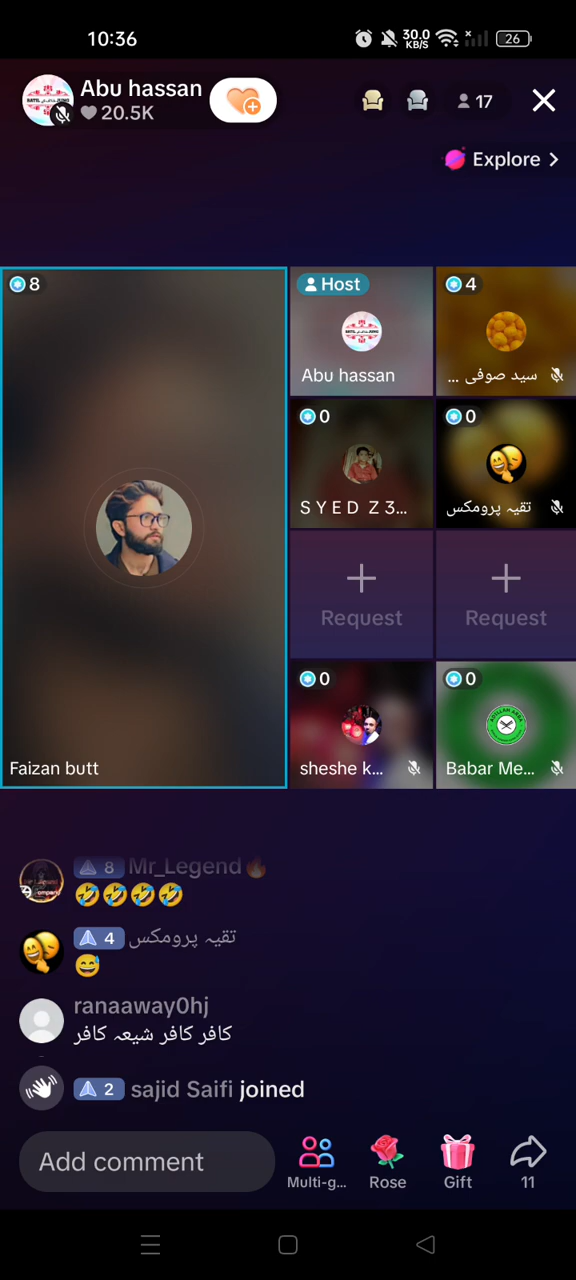 10:36
30.0
KB/S
26
Abu hassan
20.5K
17
Explore
8
Host
Abu hassan
4
سید صوفی ...
0
S Y E D Z 3...
0
تقیہ پرومکس
Request
Request
Faizan butt
0
sheshe k...
0
Babar Me...
8 Mr_Legend🔥
🤣🤣🤣🤣
4 تقیہ پرومکس
😅
ranaaway0hj
کافر کافر شیعہ کافر
2 sajid Saifi joined
Add comment
Multi-g...
Rose
Gift
11